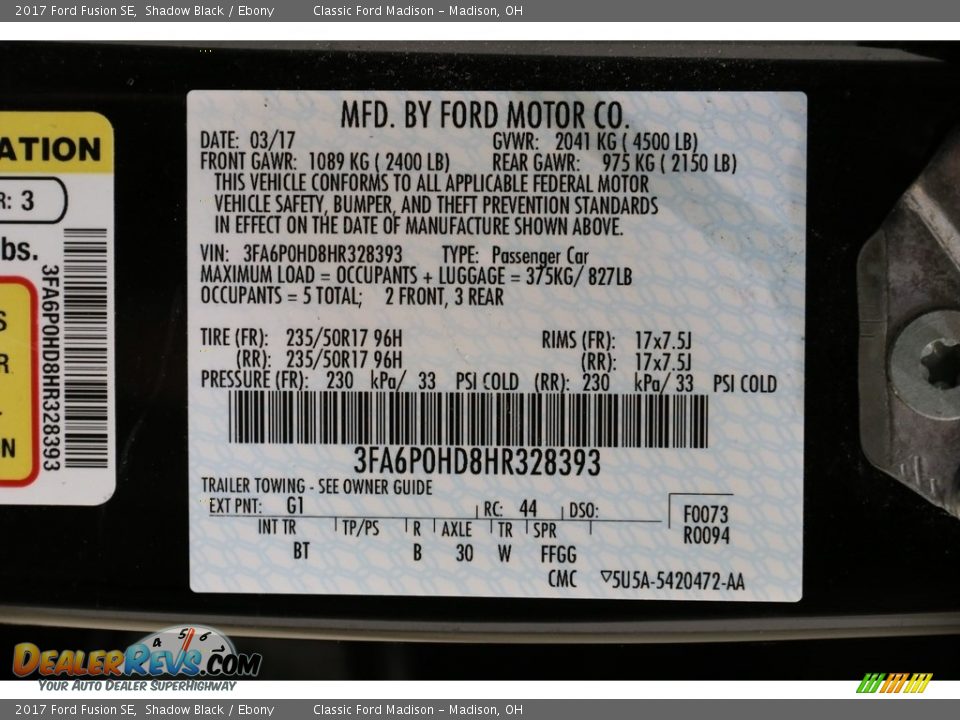 2017 Ford Fusion SE, Shadow Black / Ebony Classic Ford Madison – Madison, OH
MFD. BY FORD MOTOR CO.
DATE: 03/17 GVWR: 2041 KG ( 4500 LB)
FRONT GAWR: 1089 KG ( 2400 LB) REAR GAWR: 975 KG ( 2150 LB)
THIS VEHICLE CONFORMS TO ALL APPLICABLE FEDERAL MOTOR
VEHICLE SAFETY, BUMPER, AND THEFT PREVENTION STANDARDS
IN EFFECT ON THE DATE OF MANUFACTURE SHOWN ABOVE.
VIN: 3FA6P0HD8HR328393 TYPE: Passenger Car
MAXIMUM LOAD = OCCUPANTS + LUGGAGE = 375KG/ 827LB
OCCUPANTS = 5 TOTAL; 2 FRONT, 3 REAR
TIRE (FR): 235/50R17 96H RIMS (FR): 17x7.5J
(RR): 235/50R17 96H (RR): 17x7.5J
PRESSURE (FR): 230 kPa/ 33 PSI COLD (RR): 230 kPa/ 33 PSI COLD
3FA6P0HD8HR328393
TRAILER TOWING - SEE OWNER GUIDE
EXT PNT: G1 RC: 44 DSO:
F0073
R0094
INT TR TP/PS R AXLE TR SPR
BT B 30 W FFGG
CMC ▽5U5A-5420472-AA
ATION
R: 3
bs.
3FA6P0HD8HR328393
S
R
N
4 5 6
DealerRevs.com
Your Auto Dealer SuperHighway
2017 Ford Fusion SE, Shadow Black / Ebony Classic Ford Madison – Madison, OH